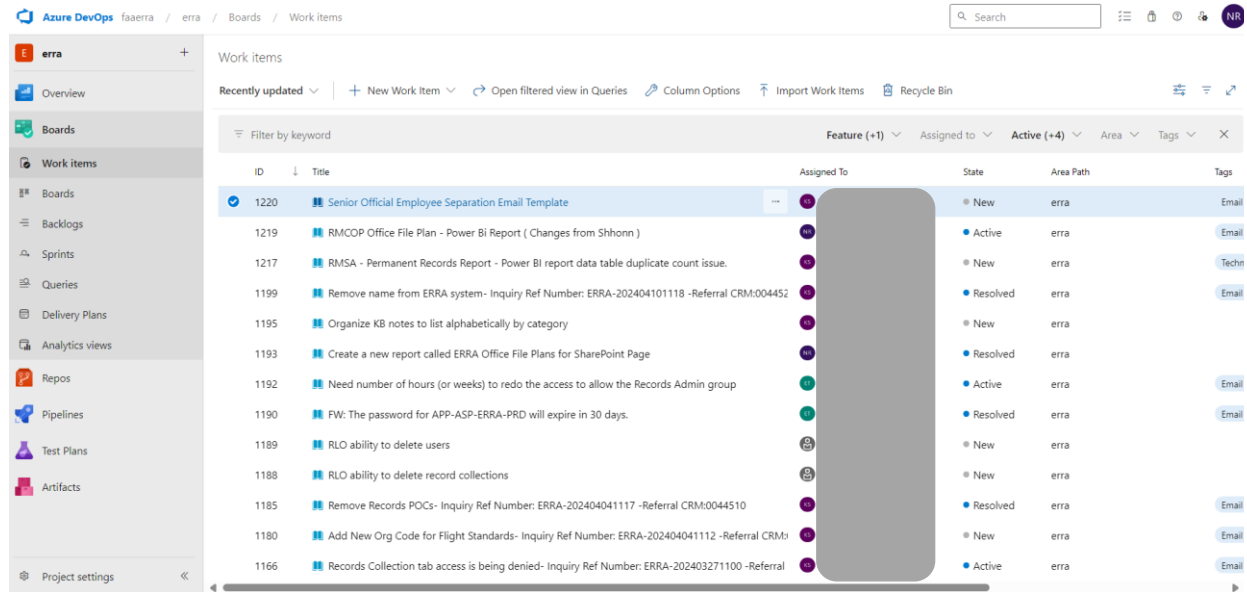 Azure DevOps faaerra / erra / Boards / Work items Search NR
E erra +
Overview
Boards
Work items
Boards
Backlogs
Sprints
Queries
Delivery Plans
Analytics views
Repos
Pipelines
Test Plans
Artifacts
Project settings
Work items
Recently updated New Work Item Open filtered view in Queries Column Options Import Work Items Recycle Bin
Filter by keyword Feature (+1) Assigned to Active (+4) Area Tags
ID Title Assigned To State Area Path Tags
1220 Senior Official Employee Separation Email Template KS New erra Email
1219 RMCOP Office File Plan - Power Bi Report ( Changes from Shhonn ) NR Active erra Email
1217 RMSA - Permanent Records Report - Power BI report data table duplicate count issue. KS New erra Techn
1199 Remove name from ERRA system- Inquiry Ref Number: ERRA-202404101118 -Referral CRM:004452 KS Resolved erra Email
1195 Organize KB notes to list alphabetically by category KS New erra
1193 Create a new report called ERRA Office File Plans for SharePoint Page NR Resolved erra
1192 Need number of hours (or weeks) to redo the access to allow the Records Admin group ET Active erra Email
1190 FW: The password for APP-ASP-ERRA-PRD will expire in 30 days. ET Resolved erra Email
1189 RLO ability to delete users New erra
1188 RLO ability to delete record collections New erra
1185 Remove Records POCs- Inquiry Ref Number: ERRA-202404041117 -Referral CRM:0044510 KS Resolved erra Email
1180 Add New Org Code for Flight Standards- Inquiry Ref Number: ERRA-202404041112 -Referral CRM: KS New erra Email
1166 Records Collection tab access is being denied- Inquiry Ref Number: ERRA-202403271100 -Referral KS Active erra Email